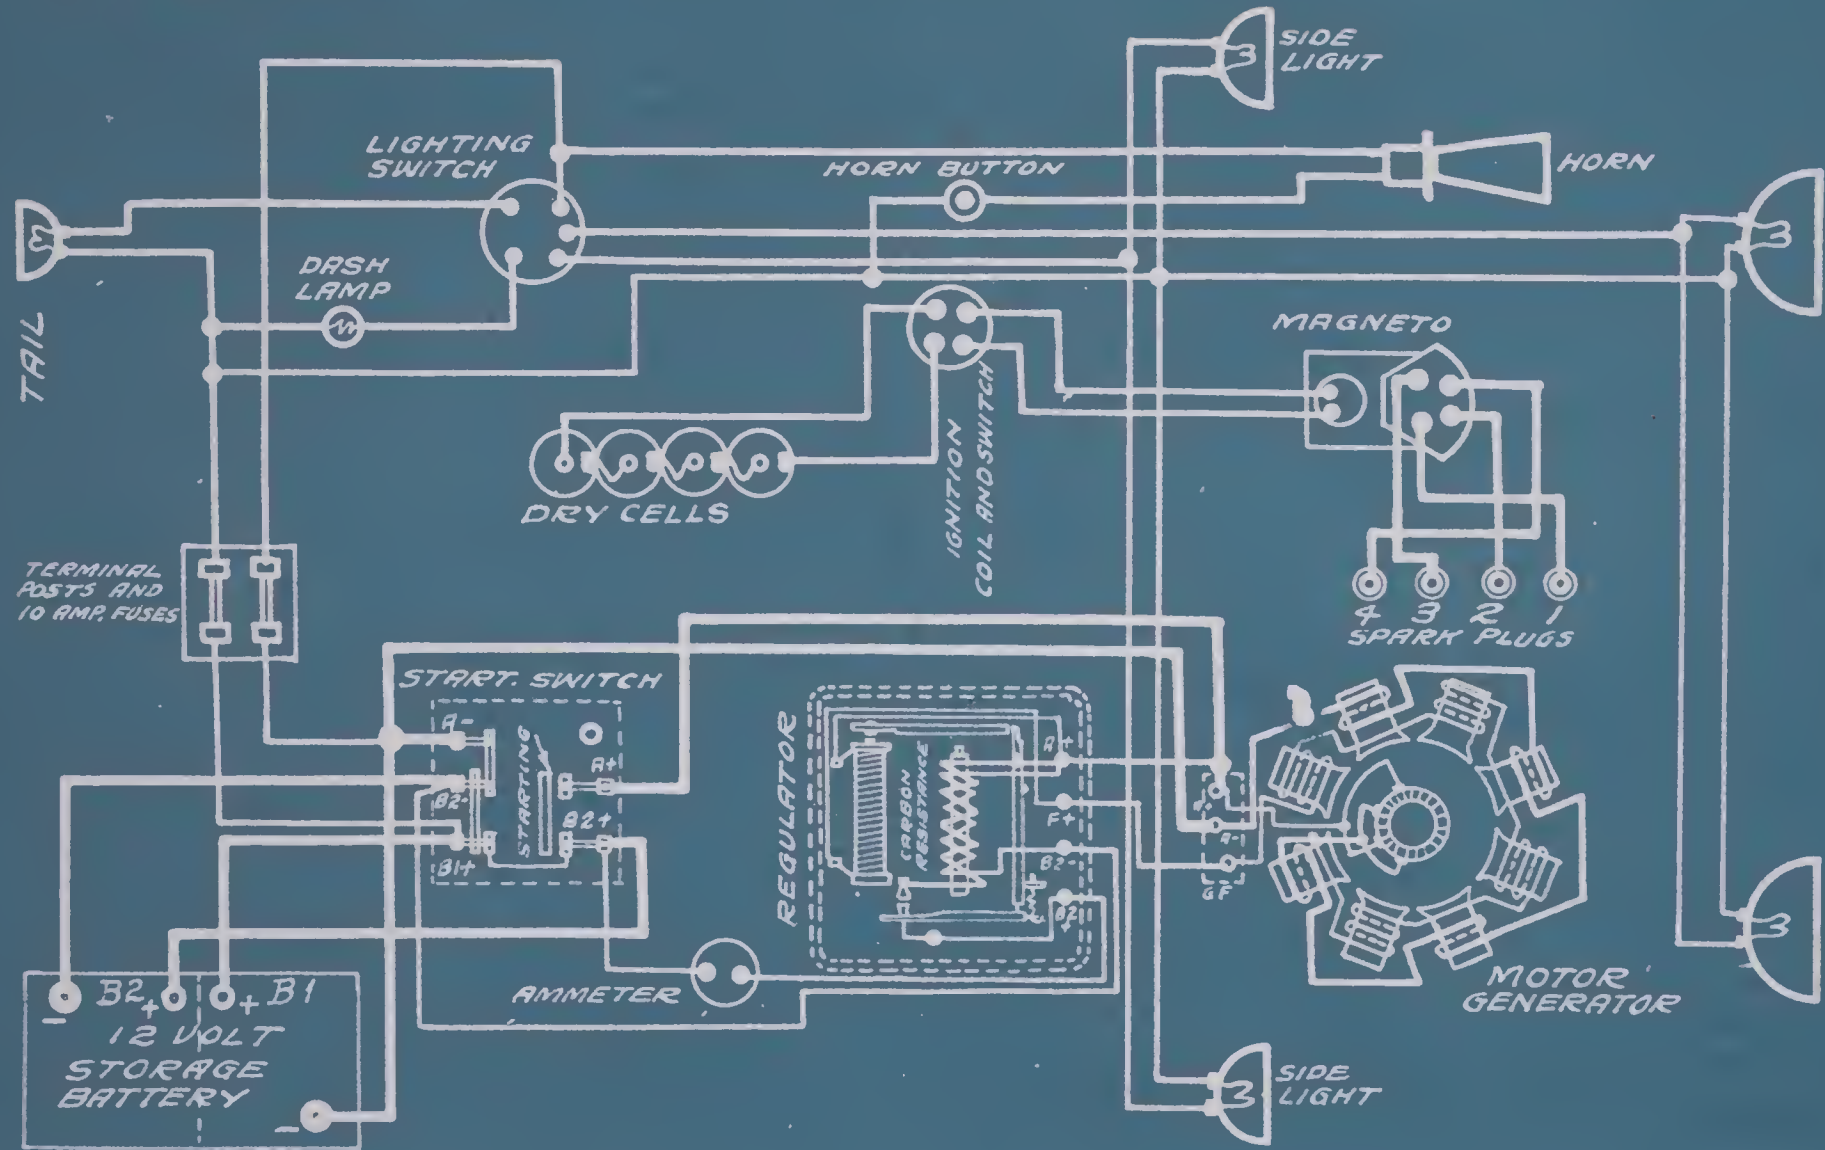 SIDE
LIGHT
LIGHTING
SWITCH
HORN BUTTON
HORN
DASH
LAMP
TAIL
MAGNETO
IGNITION
COIL AND SWITCH
DRY CELLS
TERMINAL
POSTS AND
10 AMP. FUSES
4 3 2 1
SPARK PLUGS
START. SWITCH
A-
STARTING
A+
B2-
B2+
B1+
REGULATOR
CARBON
RESISTANCE
A+
F+
B2-
B2
+
A-
GF
AMMETER
MOTOR
GENERATOR
B2 + + B1
-
12 VOLT
STORAGE
BATTERY
-
SIDE
LIGHT